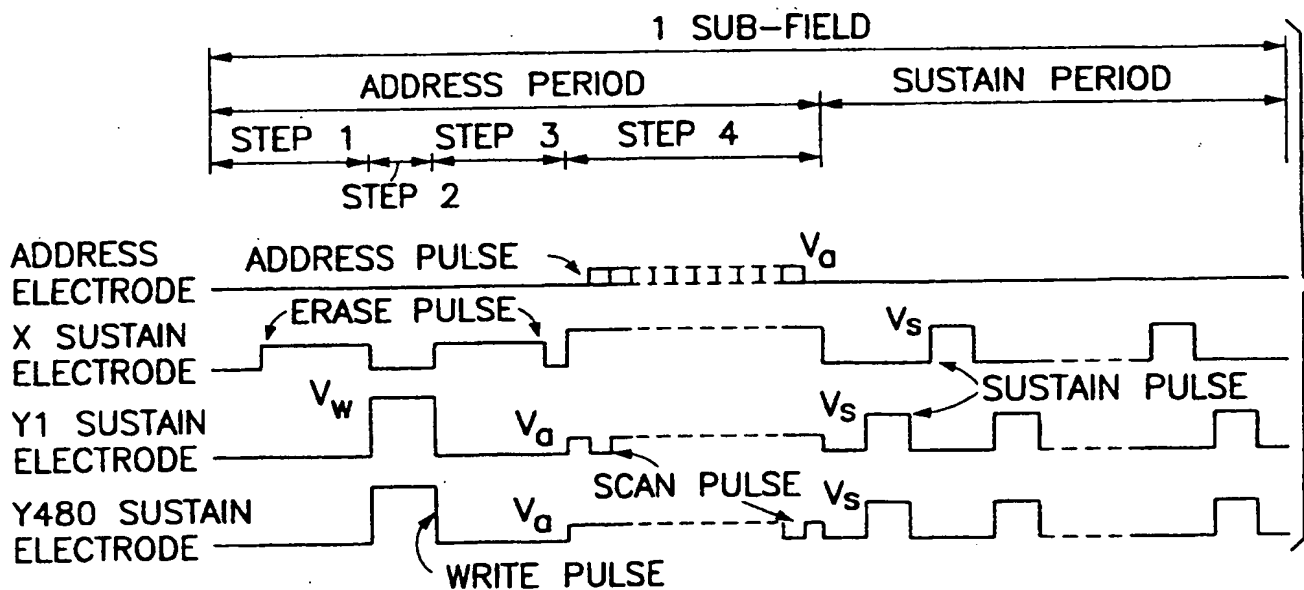 1 SUB-FIELD
ADDRESS PERIOD
SUSTAIN PERIOD
STEP 1
STEP 3
STEP 4
STEP 2
ADDRESS
ELECTRODE
ADDRESS PULSE
Va
ERASE PULSE
X SUSTAIN
ELECTRODE
Vs
SUSTAIN PULSE
Vw
Y1 SUSTAIN
ELECTRODE
Va
Vs
SCAN PULSE
Y480 SUSTAIN
ELECTRODE
Va
Vs
WRITE PULSE